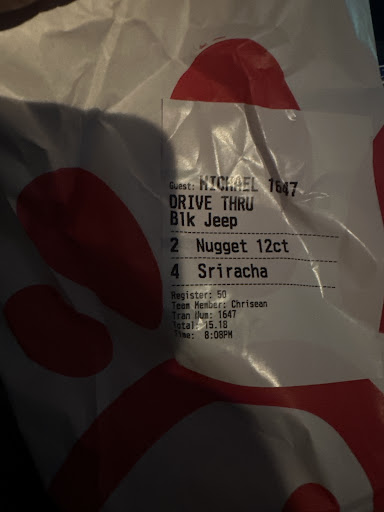 Guest: MICHAEL 1647
DRIVE THRU
Blk Jeep
2 Nugget 12ct
4 Sriracha
Register: 50
Team Member: Chrisean
Tran Num: 1647
Total: 15.18
Time: 8:08PM